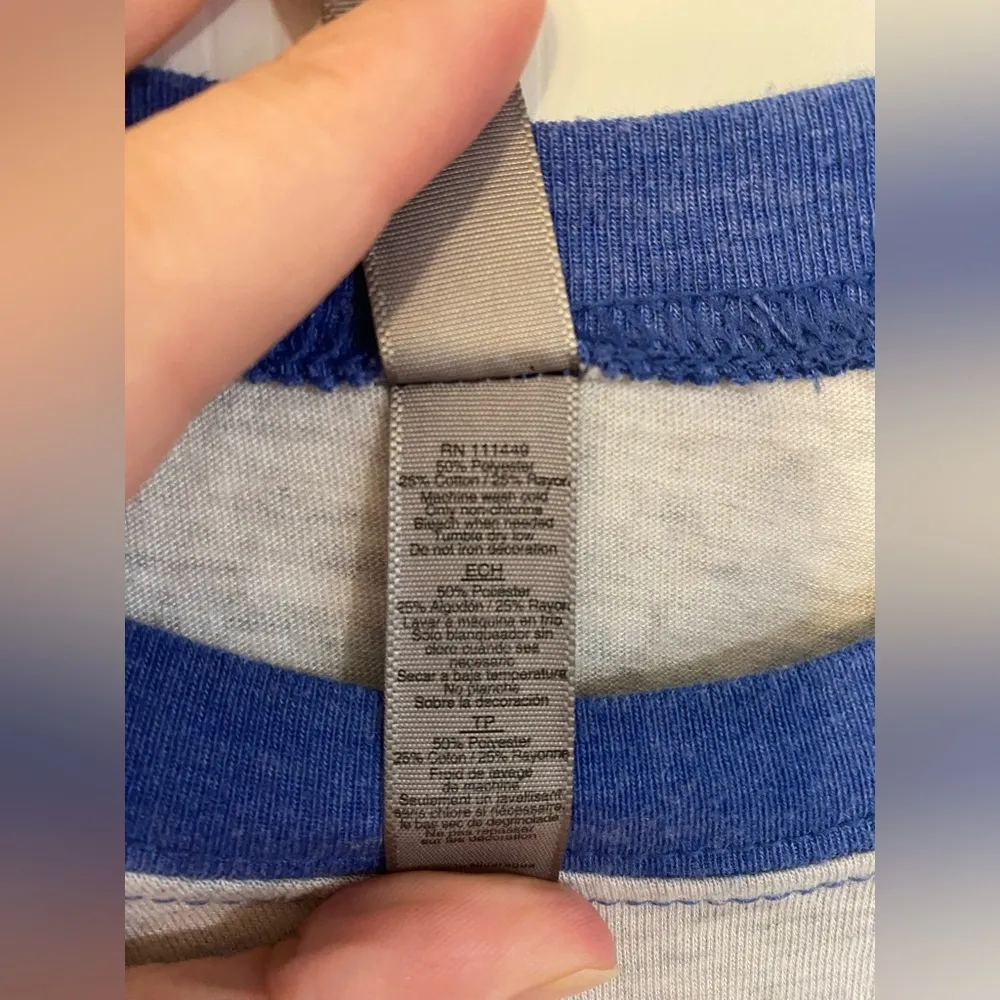 RN 111449
50% Polyester
25% Cotton / 25% Rayon
Machine wash cold
Only non-chlorine
Bleach when needed
Tumble dry low
Do not iron decoration
ECH
50% Poliester
25% Algodón / 25% Rayon
Lavar a máquina en frio
Solo blanqueador sin
cloro cuando sea
necesario
Secar a baja temperatura
No planche
Sobre la decoración
TP
50% Polyester
25% Coton / 25% Rayonne
Froid de lavage
de machine
Seulement un javellisant
sans chlore si nécessaire
le bas sec de dégringolade
Ne pas repasser
sur les décoration